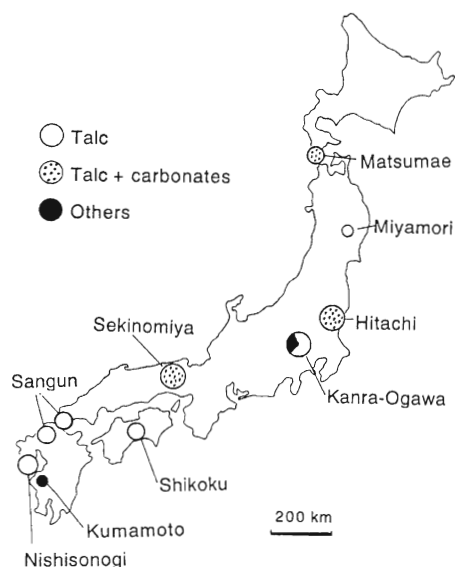 Talc
Talc + carbonates
Others
Matsumae
Miyamori
Hitachi
Sekinomiya
Kanra-Ogawa
Sangun
Shikoku
Kumamoto
Nishisonogi
200 km